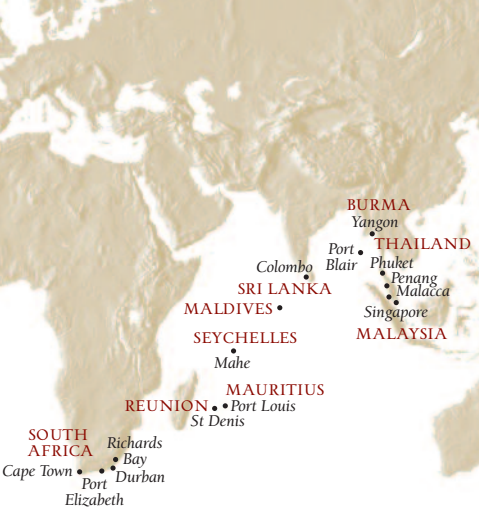 BURMA
Yangon
THAILAND
Port
Blair
Phuket
Penang
Colombo
Malacca
SRI LANKA
MALDIVES
Singapore
MALAYSIA
SEYCHELLES
Mahe
MAURITIUS
REUNION
Port Louis
St Denis
SOUTH
AFRICA
Richards
Bay
Cape Town
Durban
Port
Elizabeth